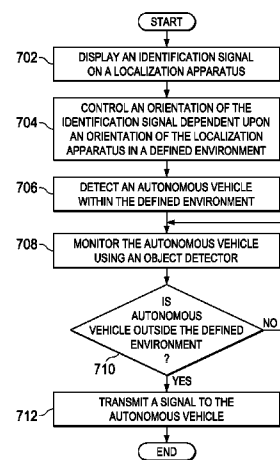 START
702
DISPLAY AN IDENTIFICATION SIGNAL
ON A LOCALIZATION APPARATUS
704
CONTROL AN ORIENTATION OF THE
IDENTIFICATION SIGNAL DEPENDENT UPON
AN ORIENTATION OF THE LOCALIZATION
APPARATUS IN A DEFINED ENVIRONMENT
706
DETECT AN AUTONOMOUS VEHICLE
WITHIN THE DEFINED ENVIRONMENT
708
MONITOR THE AUTONOMOUS VEHICLE
USING AN OBJECT DETECTOR
IS
AUTONOMOUS
VEHICLE OUTSIDE THE DEFINED
ENVIRONMENT
?
NO
710
YES
712
TRANSMIT A SIGNAL TO THE
AUTONOMOUS VEHICLE
END